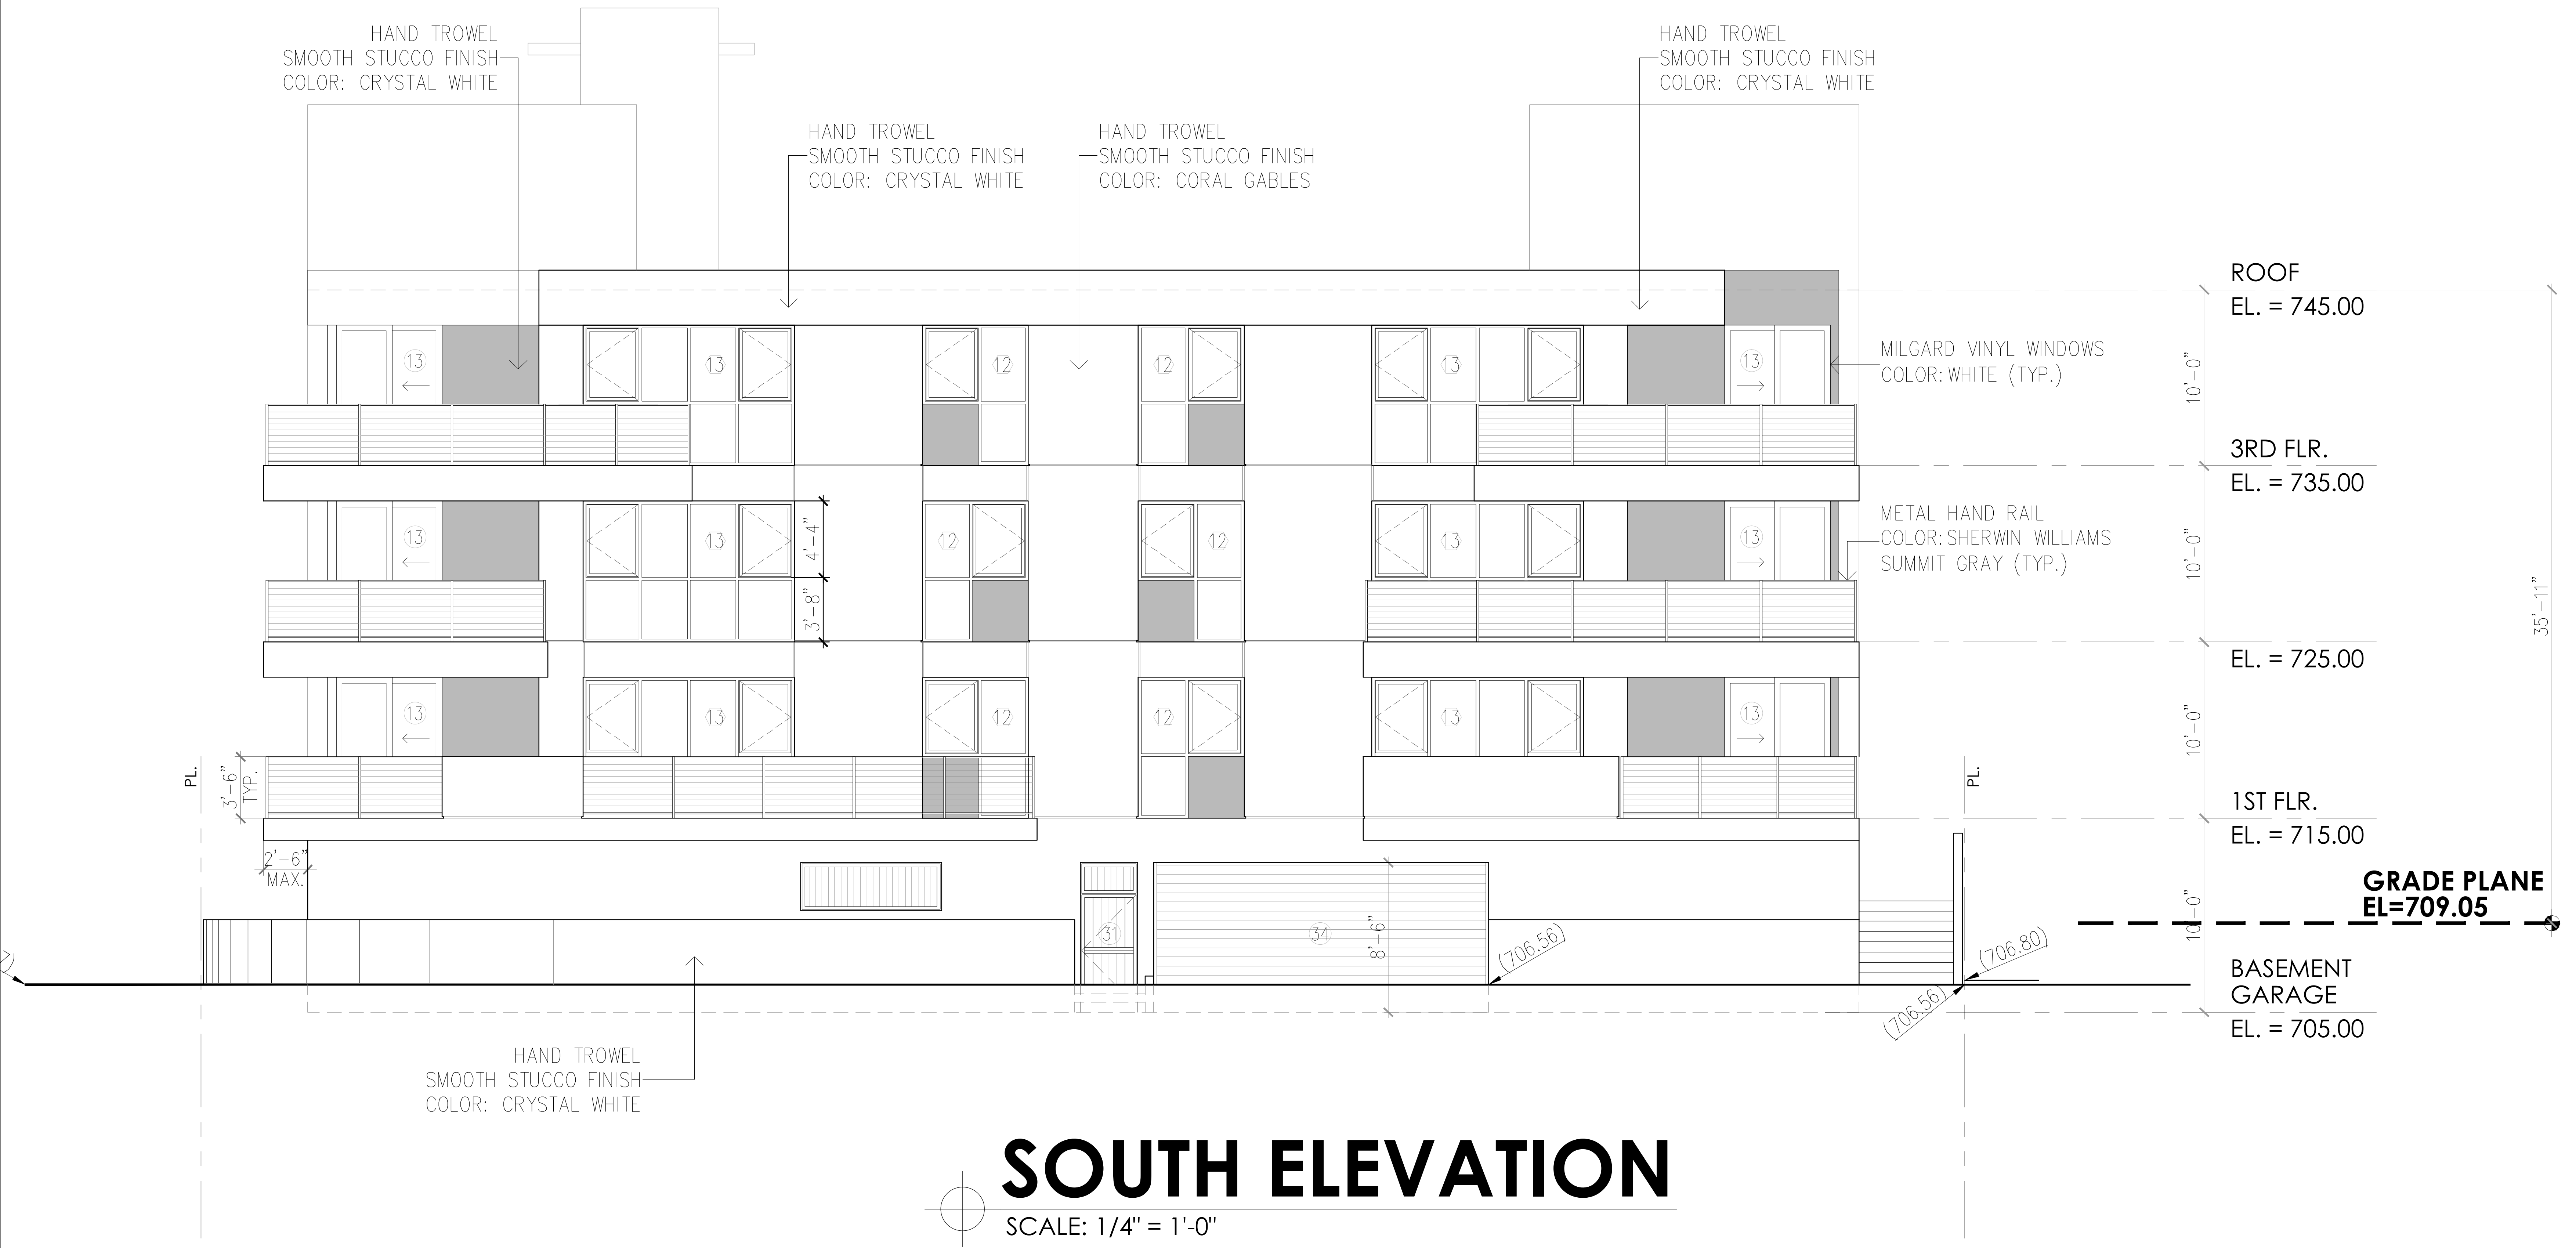 HAND TROWEL
SMOOTH STUCCO FINISH
COLOR: CRYSTAL WHITE
HAND TROWEL
SMOOTH STUCCO FINISH
COLOR: CRYSTAL WHITE
HAND TROWEL
SMOOTH STUCCO FINISH
COLOR: CRYSTAL WHITE
HAND TROWEL
SMOOTH STUCCO FINISH
COLOR: CORAL GABLES
ROOF
EL. = 745.00
13
13
12
12
13
13
MILGARD VINYL WINDOWS
COLOR: WHITE (TYP.)
10'-0"
3RD FLR.
EL. = 735.00
13
13
4'-4"
3'-8"
12
12
13
13
METAL HAND RAIL
COLOR: SHERWIN WILLIAMS
SUMMIT GRAY (TYP.)
10'-0"
35'-11"
EL. = 725.00
13
13
12
12
13
13
10'-0"
PL.
3'-6"
TYP.
PL.
1ST FLR.
EL. = 715.00
2'-6"
MAX.
GRADE PLANE
EL=709.05
10'-0"
31
34
8'-6"
(706.56)
(706.80)
(706.56)
BASEMENT
GARAGE
EL. = 705.00
HAND TROWEL
SMOOTH STUCCO FINISH
COLOR: CRYSTAL WHITE
SOUTH ELEVATION
SCALE: 1/4" = 1'-0"